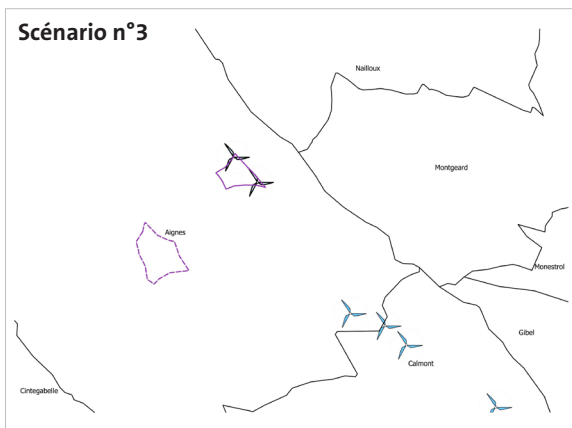 Scénario n°3
Nailloux
Montgeard
Aignes
Monestrol
Gibel
Calmont
Cintegabelle